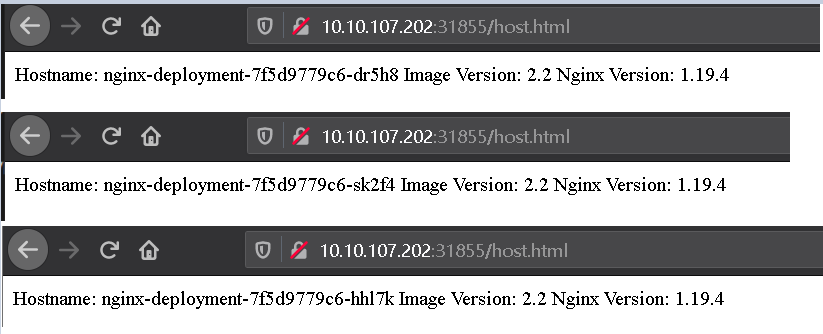 10.10.107.202:31855/host.html
Hostname: nginx-deployment-7f5d9779c6-dr5h8 Image Version: 2.2 Nginx Version: 1.19.4
10.10.107.202:31855/host.html
Hostname: nginx-deployment-7f5d9779c6-sk2f4 Image Version: 2.2 Nginx Version: 1.19.4
10.10.107.202:31855/host.html
Hostname: nginx-deployment-7f5d9779c6-hhl7k Image Version: 2.2 Nginx Version: 1.19.4